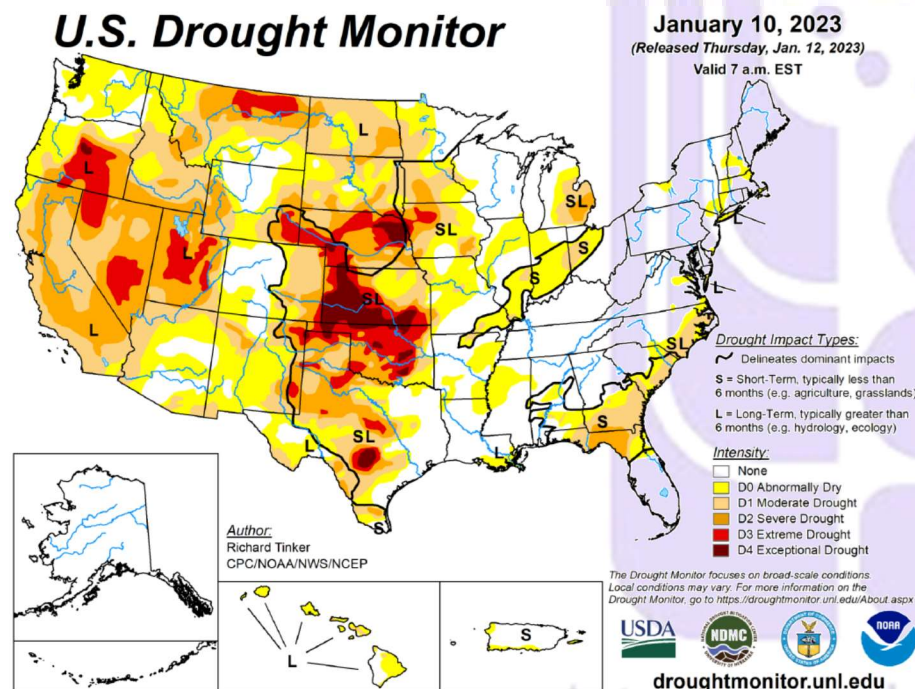 U.S. Drought Monitor
January 10, 2023
(Released Thursday, Jan. 12, 2023)
Valid 7 a.m. EST
L
L
SL
L
SL
L
S
S
L
SL
L
L
SL
SL
S
L
L
S
Drought Impact Types:
Delineates dominant impacts
S = Short-Term, typically less than
6 months (e.g. agriculture, grasslands)
L = Long-Term, typically greater than
6 months (e.g. hydrology, ecology)
Intensity:
None
D0 Abnormally Dry
D1 Moderate Drought
D2 Severe Drought
D3 Extreme Drought
D4 Exceptional Drought
Author:
Richard Tinker
CPC/NOAA/NWS/NCEP
L
S
The Drought Monitor focuses on broad-scale conditions.
Local conditions may vary. For more information on the
Drought Monitor, go to https://droughtmonitor.unl.edu/About.aspx
USDA
NDMC
NOAA
droughtmonitor.unl.edu